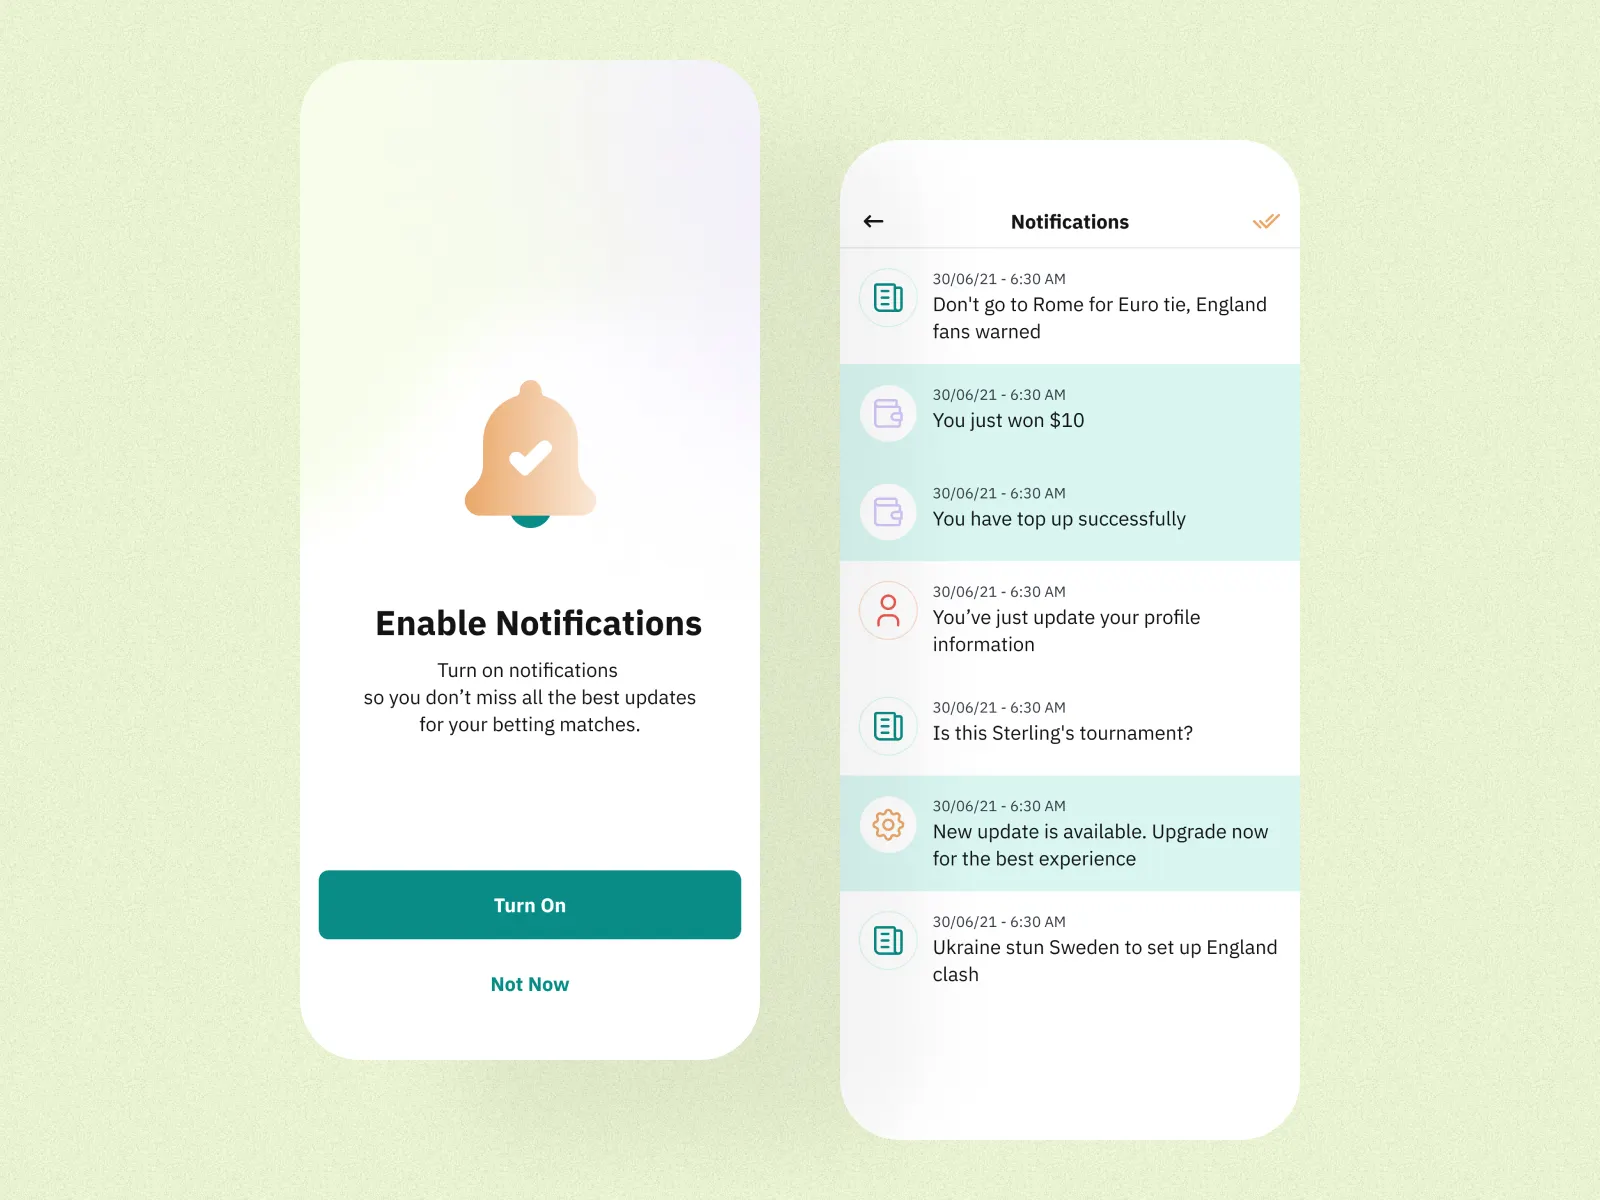 Enable Notifications
Turn on notifications
so you don’t miss all the best updates
for your betting matches.
Turn On
Not Now
Notifications
30/06/21 - 6:30 AM
Don't go to Rome for Euro tie, England
fans warned
30/06/21 - 6:30 AM
You just won $10
30/06/21 - 6:30 AM
You have top up successfully
30/06/21 - 6:30 AM
You’ve just update your profile
information
30/06/21 - 6:30 AM
Is this Sterling's tournament?
30/06/21 - 6:30 AM
New update is available. Upgrade now
for the best experience
30/06/21 - 6:30 AM
Ukraine stun Sweden to set up England
clash